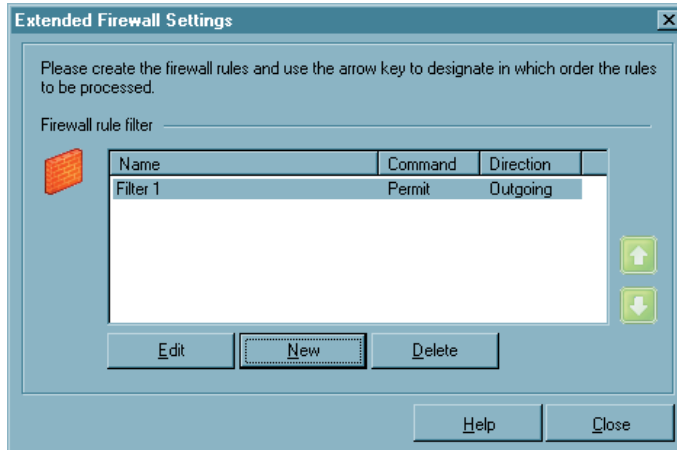 Extended Firewall Settings
Please create the firewall rules and use the arrow key to designate in which order the rules
to be processed.
Firewall rule filter
Name Command Direction
Filter 1 Permit Outgoing
Edit New Delete
Help Close